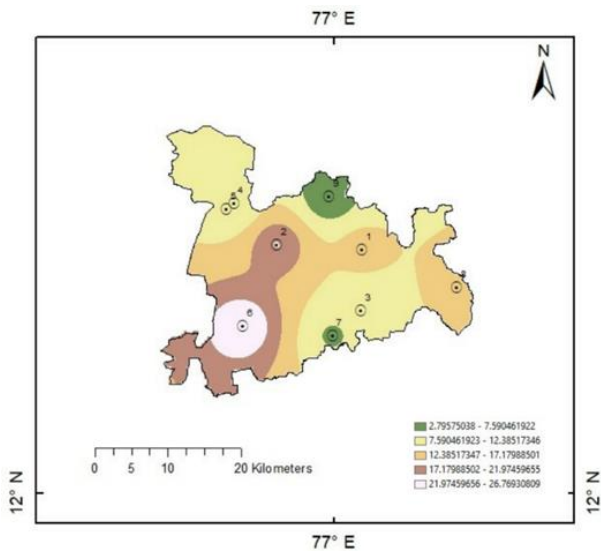 77° E
N
9
4
5
2
1
8
3
6
7
2.79575038 - 7.590461922
7.590461923 - 12.38517346
12.38517347 - 17.17988501
17.17988502 - 21.97459655
21.97459656 - 26.76930809
0 5 10 20 Kilometers
12° N
12° N
77° E